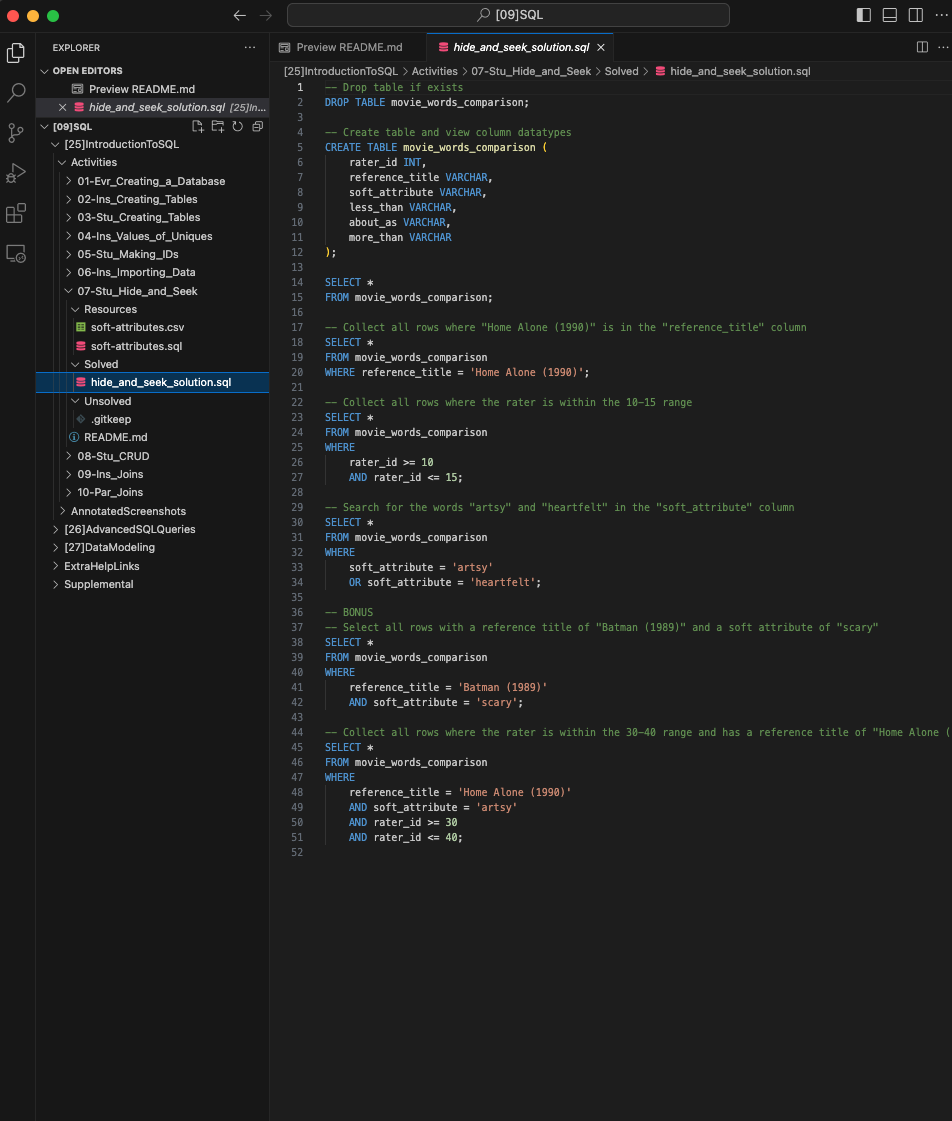 [09]SQL
EXPLORER
OPEN EDITORS
Preview README.md
hide_and_seek_solution.sql [25]In...
[09]SQL
[25]IntroductionToSQL
Activities
01-Evr_Creating_a_Database
02-Ins_Creating_Tables
03-Stu_Creating_Tables
04-Ins_Values_of_Uniques
05-Stu_Making_IDs
06-Ins_Importing_Data
07-Stu_Hide_and_Seek
Resources
soft-attributes.csv
soft-attributes.sql
Solved
hide_and_seek_solution.sql
Unsolved
.gitkeep
README.md
08-Stu_CRUD
09-Ins_Joins
10-Par_Joins
AnnotatedScreenshots
[26]AdvancedSQLQueries
[27]DataModeling
ExtraHelpLinks
Supplemental
Preview README.md
hide_and_seek_solution.sql
[25]IntroductionToSQL > Activities > 07-Stu_Hide_and_Seek > Solved > hide_and_seek_solution.sql
1 -- Drop table if exists
2 DROP TABLE movie_words_comparison;
3
4 -- Create table and view column datatypes
5 CREATE TABLE movie_words_comparison (
6 rater_id INT,
7 reference_title VARCHAR,
8 soft_attribute VARCHAR,
9 less_than VARCHAR,
10 about_as VARCHAR,
11 more_than VARCHAR
12 );
13
14 SELECT *
15 FROM movie_words_comparison;
16
17 -- Collect all rows where "Home Alone (1990)" is in the "reference_title" column
18 SELECT *
19 FROM movie_words_comparison
20 WHERE reference_title = 'Home Alone (1990)';
21
22 -- Collect all rows where the rater is within the 10-15 range
23 SELECT *
24 FROM movie_words_comparison
25 WHERE
26 rater_id >= 10
27 AND rater_id <= 15;
28
29 -- Search for the words "artsy" and "heartfelt" in the "soft_attribute" column
30 SELECT *
31 FROM movie_words_comparison
32 WHERE
33 soft_attribute = 'artsy'
34 OR soft_attribute = 'heartfelt';
35
36 -- BONUS
37 -- Select all rows with a reference title of "Batman (1989)" and a soft attribute of "scary"
38 SELECT *
39 FROM movie_words_comparison
40 WHERE
41 reference_title = 'Batman (1989)'
42 AND soft_attribute = 'scary';
43
44 -- Collect all rows where the rater is within the 30-40 range and has a reference title of "Home Alone (
45 SELECT *
46 FROM movie_words_comparison
47 WHERE
48 reference_title = 'Home Alone (1990)'
49 AND soft_attribute = 'artsy'
50 AND rater_id >= 30
51 AND rater_id <= 40;
52